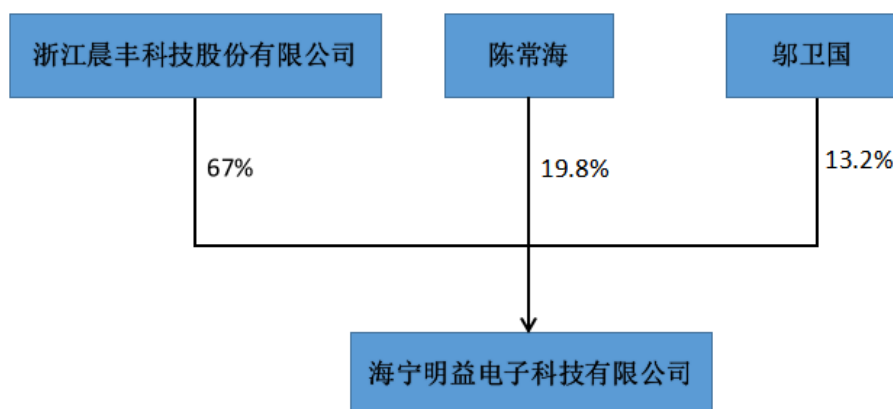 浙江晨丰科技股份有限公司
陈常海
邬卫国
67%
19.8%
13.2%
海宁明益电子科技有限公司